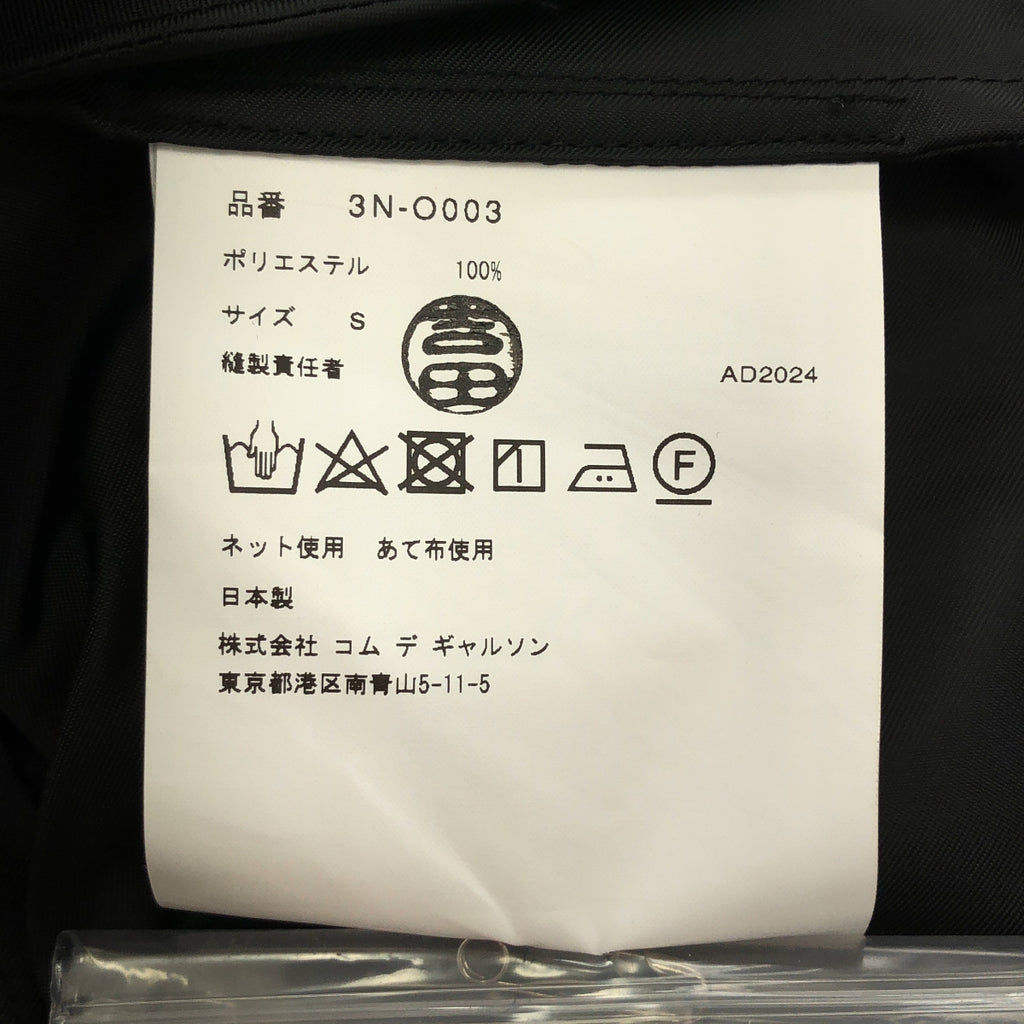 品番 3N-O003
ポリエステル 100%
サイズ S
縫製責任者 吉田 AD2024
F
ネット使用 あて布使用
日本製
株式会社 コム デ ギャルソン
東京都港区南青山5-11-5